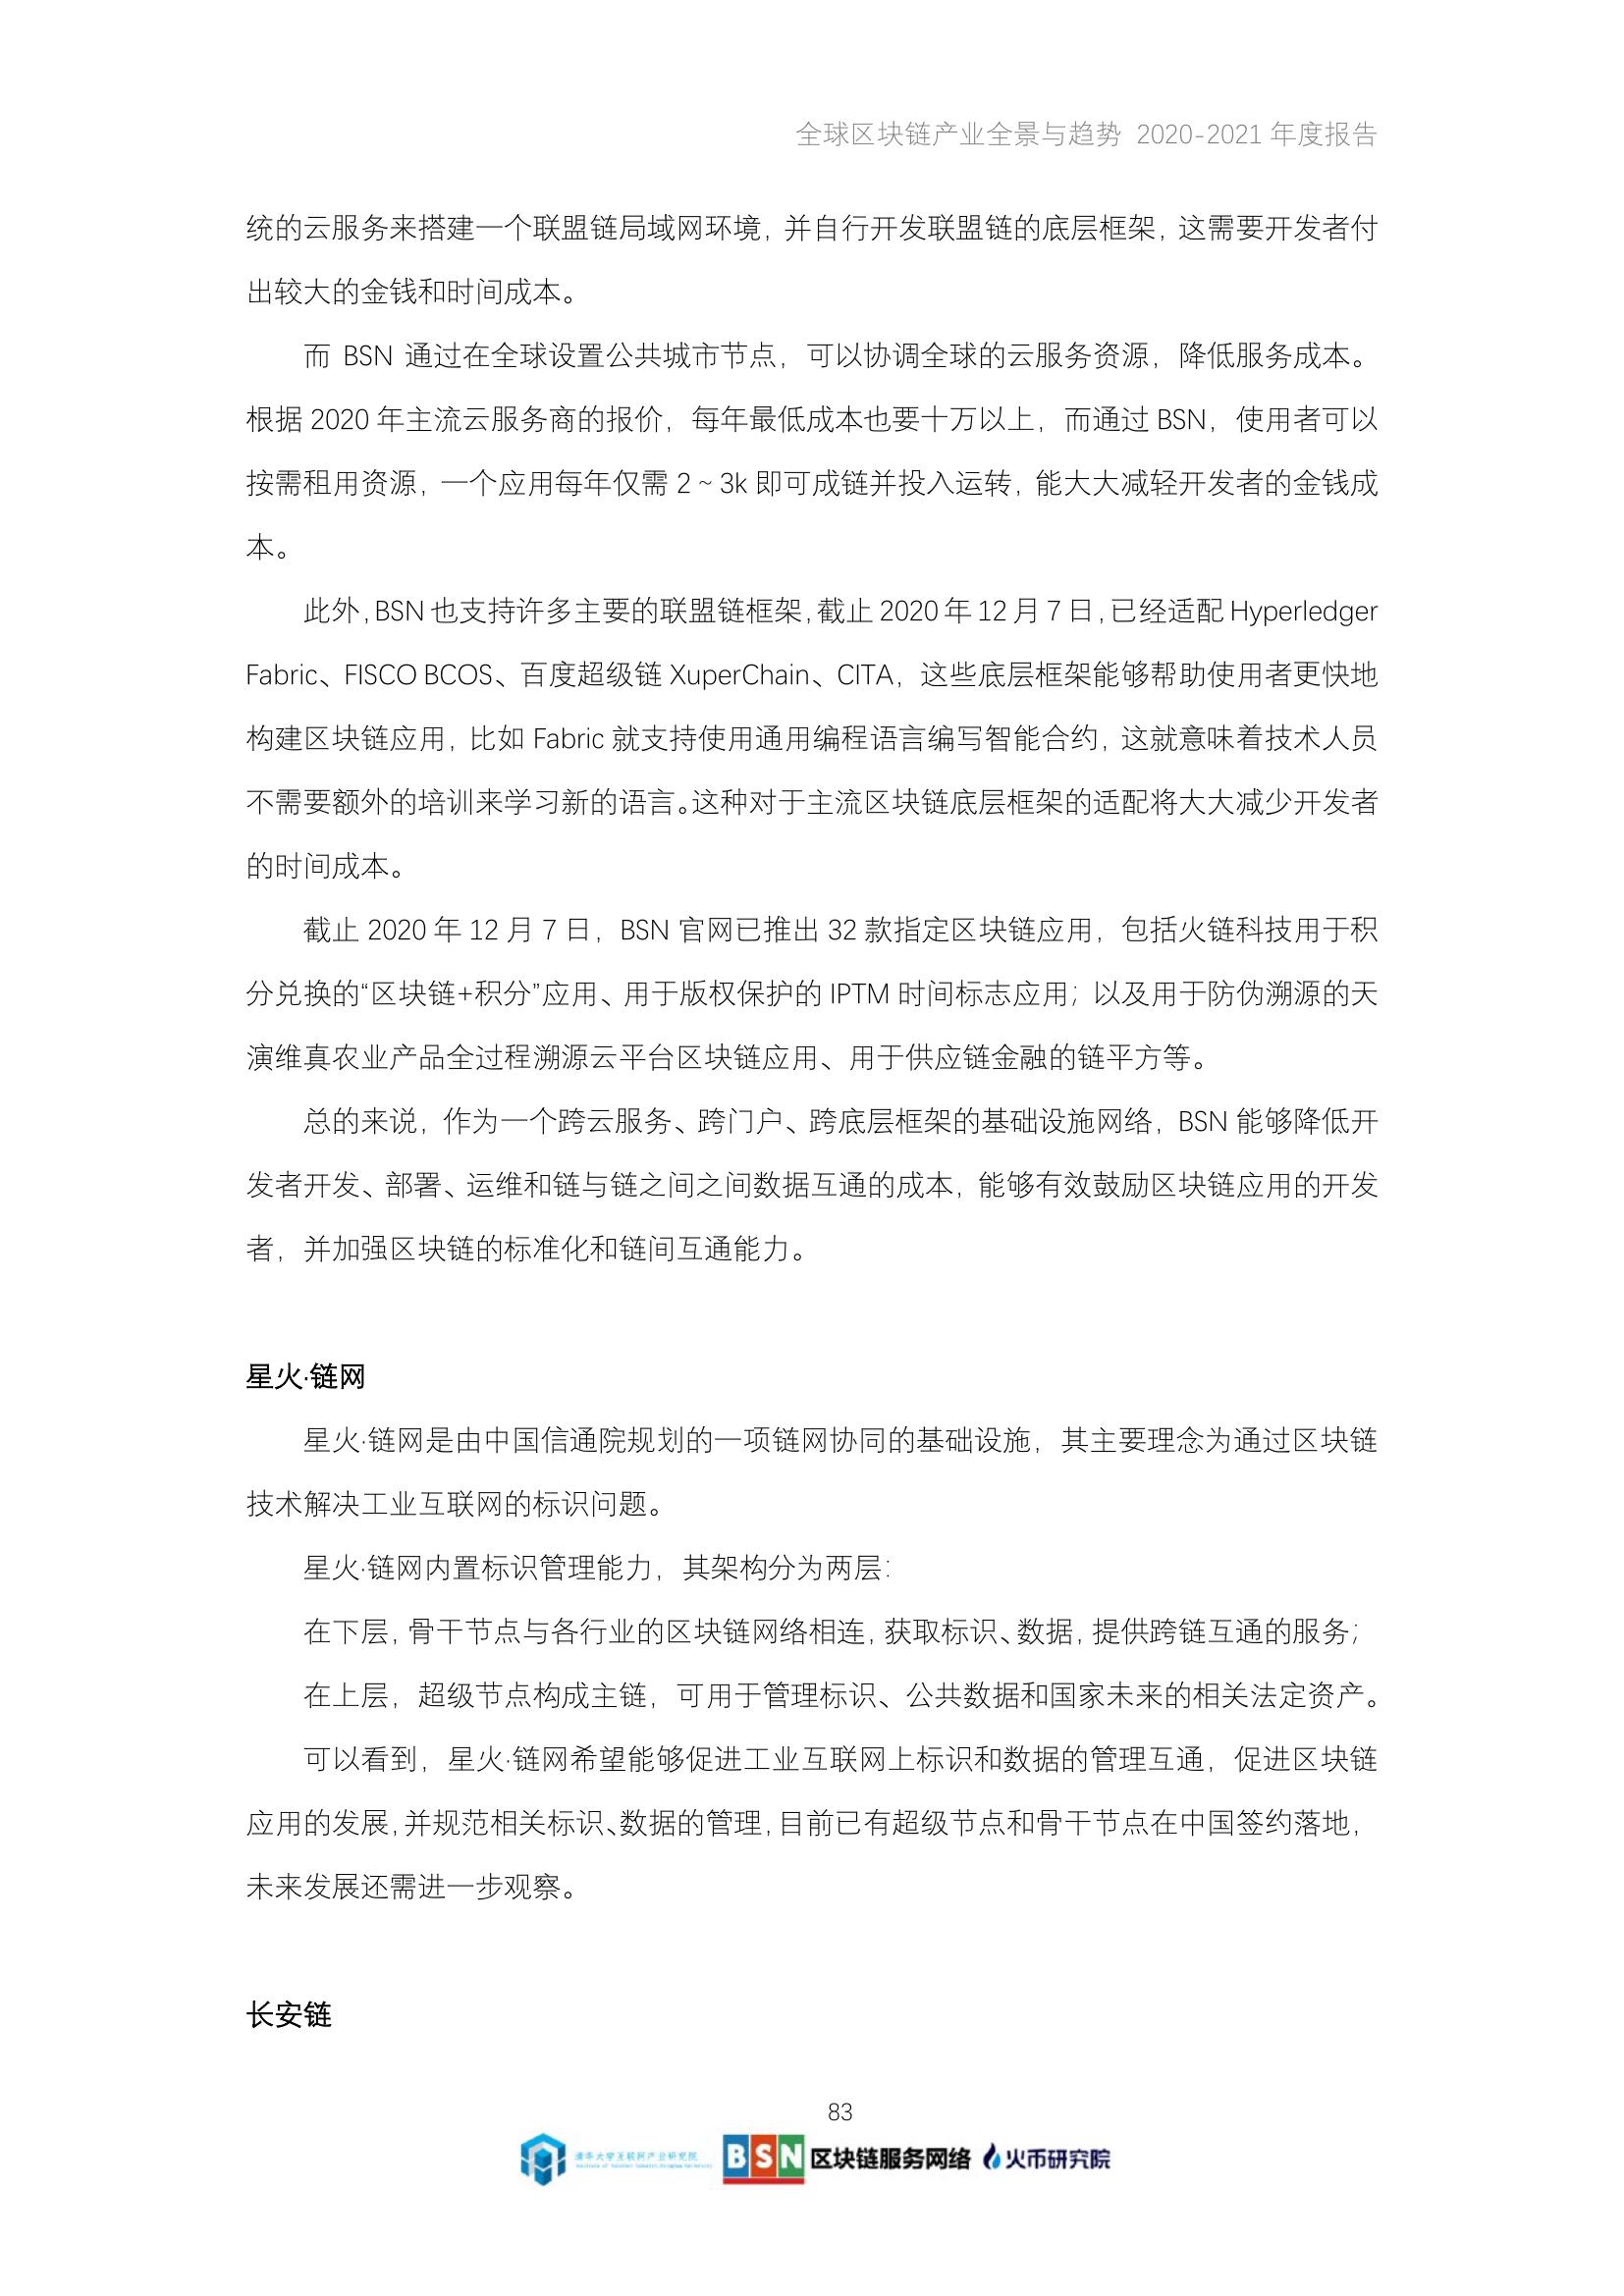 全球区块链产业全景与趋势 2020-2021 年度报告
统的云服务来搭建一个联盟链局域网环境，并自行开发联盟链的底层框架，这需要开发者付
出较大的金钱和时间成本。
而 BSN 通过在全球设置公共城市节点，可以协调全球的云服务资源，降低服务成本。
根据 2020 年主流云服务商的报价，每年最低成本也要十万以上，而通过 BSN，使用者可以
按需租用资源，一个应用每年仅需 2 ~ 3k 即可成链并投入运转，能大大减轻开发者的金钱成
本。
此外，BSN 也支持许多主要的联盟链框架，截止 2020 年 12 月 7 日，已经适配 Hyperledger
Fabric、FISCO BCOS、百度超级链 XuperChain、CITA，这些底层框架能够帮助使用者更快地
构建区块链应用，比如 Fabric 就支持使用通用编程语言编写智能合约，这就意味着技术人员
不需要额外的培训来学习新的语言。这种对于主流区块链底层框架的适配将大大减少开发者
的时间成本。
截止 2020 年 12 月 7 日，BSN 官网已推出 32 款指定区块链应用，包括火链科技用于积
分兑换的“区块链+积分”应用、用于版权保护的 IPTM 时间标志应用；以及用于防伪溯源的天
演维真农业产品全过程溯源云平台区块链应用、用于供应链金融的链平方等。
总的来说，作为一个跨云服务、跨门户、跨底层框架的基础设施网络，BSN 能够降低开
发者开发、部署、运维和链与链之间之间数据互通的成本，能够有效鼓励区块链应用的开发
者，并加强区块链的标准化和链间互通能力。
星火·链网
星火·链网是由中国信通院规划的一项链网协同的基础设施，其主要理念为通过区块链
技术解决工业互联网的标识问题。
星火·链网内置标识管理能力，其架构分为两层：
在下层，骨干节点与各行业的区块链网络相连，获取标识、数据，提供跨链互通的服务；
在上层，超级节点构成主链，可用于管理标识、公共数据和国家未来的相关法定资产。
可以看到，星火·链网希望能够促进工业互联网上标识和数据的管理互通，促进区块链
应用的发展，并规范相关标识、数据的管理，目前已有超级节点和骨干节点在中国签约落地，
未来发展还需进一步观察。
长安链
83
清华大学互联网产业研究院
BSN 区块链服务网络 火币研究院